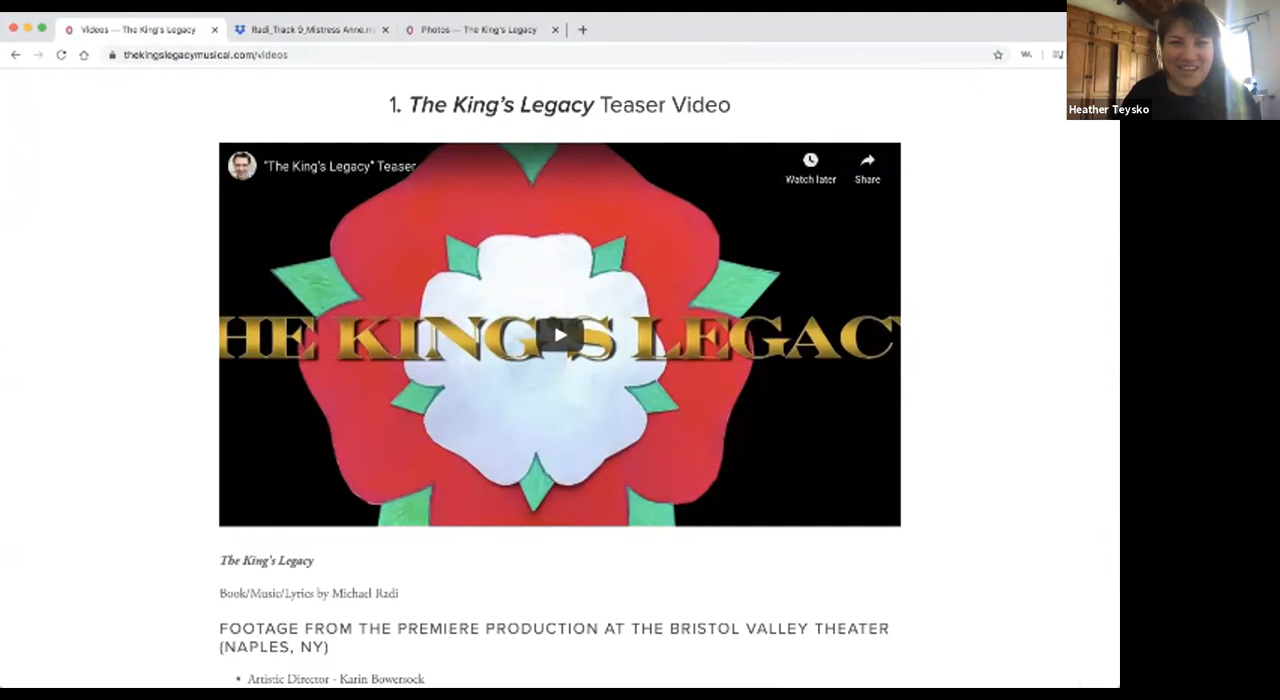 Videos — The King's Legacy
Radi_Track 9_Mistress Anne.m
Photos — The King's Legacy
thekingslegacymusical.com/videos
Heather Teysko
1. The King's Legacy Teaser Video
"The King's Legacy" Teaser
Watch later
Share
HE KING'S LEGAC
The King's Legacy
Book/Music/Lyrics by Michael Radi
FOOTAGE FROM THE PREMIERE PRODUCTION AT THE BRISTOL VALLEY THEATER
(NAPLES, NY)
• Artistic Director - Karin Bowersock